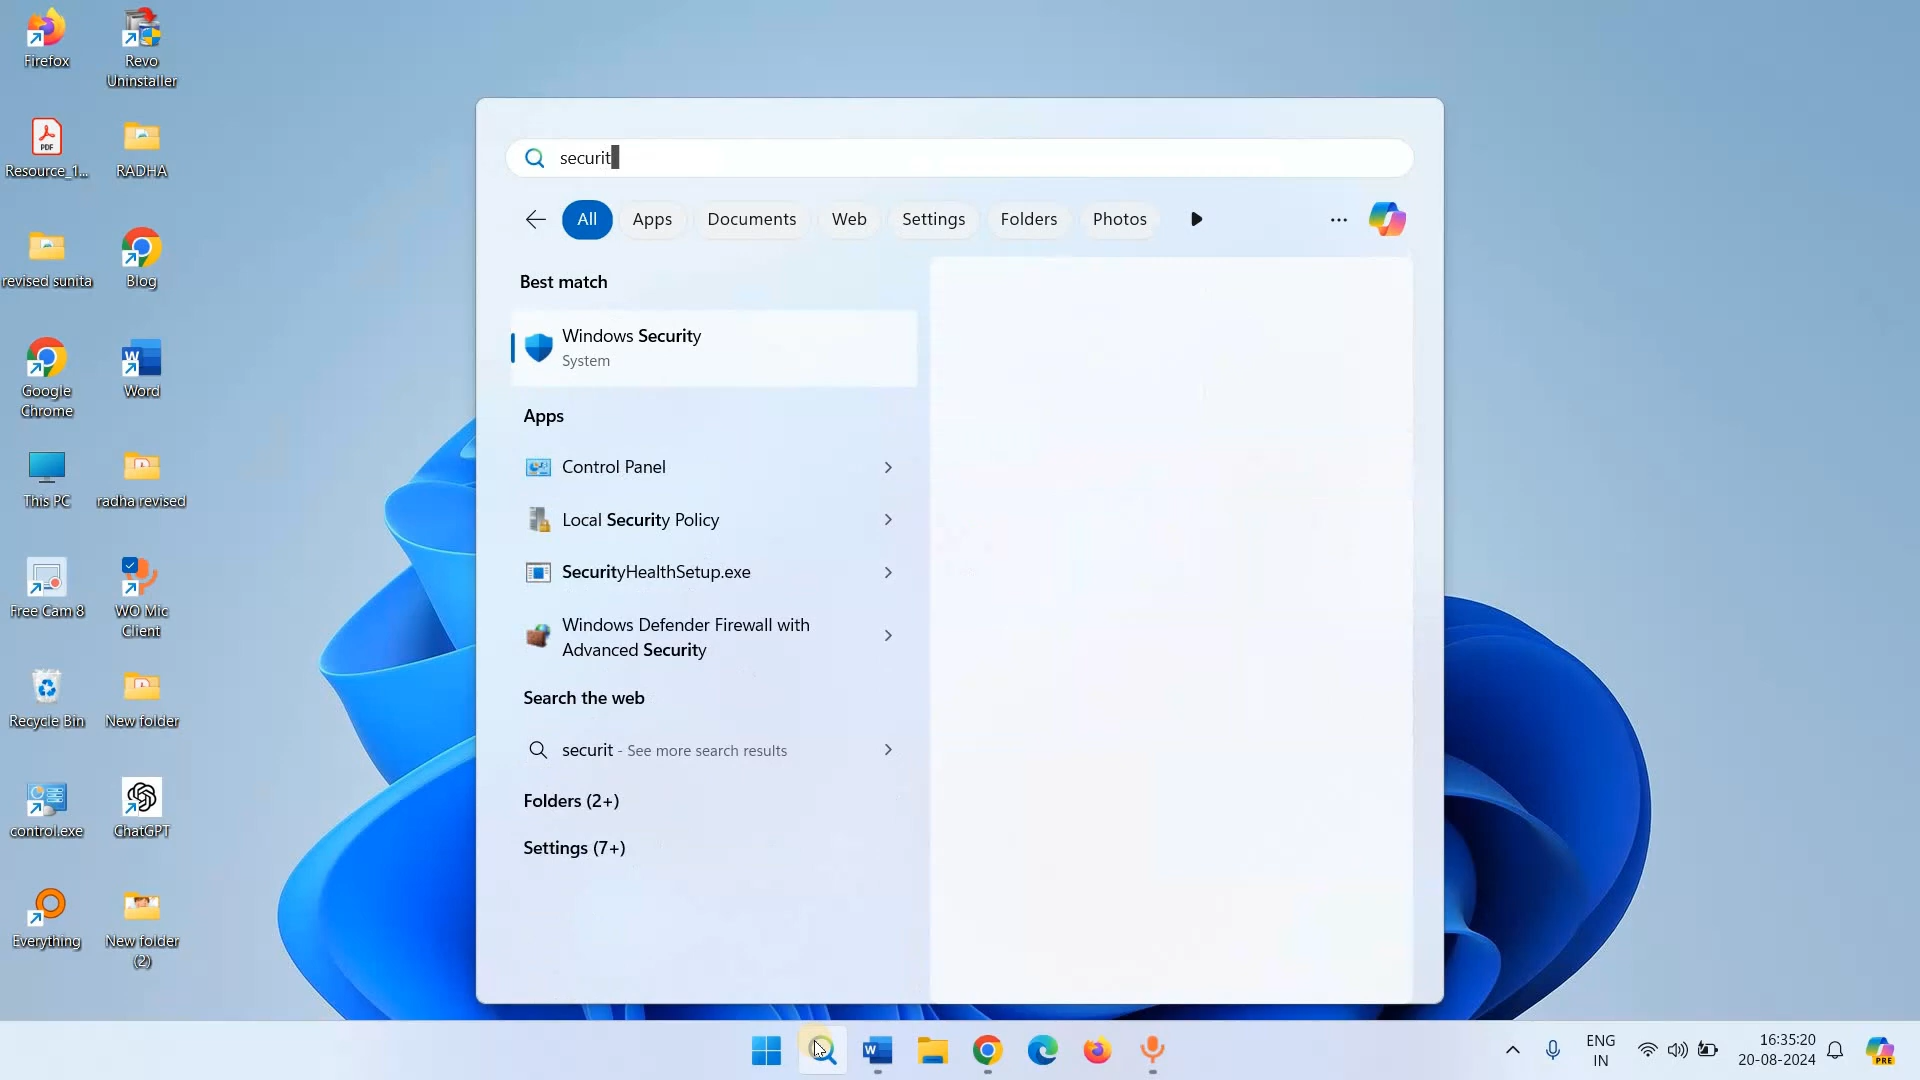 Firefox
Revo
Uninstaller
Resource_1...
RADHA
revised sunita
Blog
Google
Chrome
Word
This PC
radha revised
Free Cam 8
WO Mic
Client
Recycle Bin
New folder
control.exe
ChatGPT
Everything
New folder
(2)
PDF
securit
All
Apps
Documents
Web
Settings
Folders
Photos
Best match
Windows Security
System
Apps
Control Panel
Local Security Policy
SecurityHealthSetup.exe
Windows Defender Firewall with
Advanced Security
Search the web
securit - See more search results
Folders (2+)
Settings (7+)
ENG
IN
16:35:20
20-08-2024
PRE